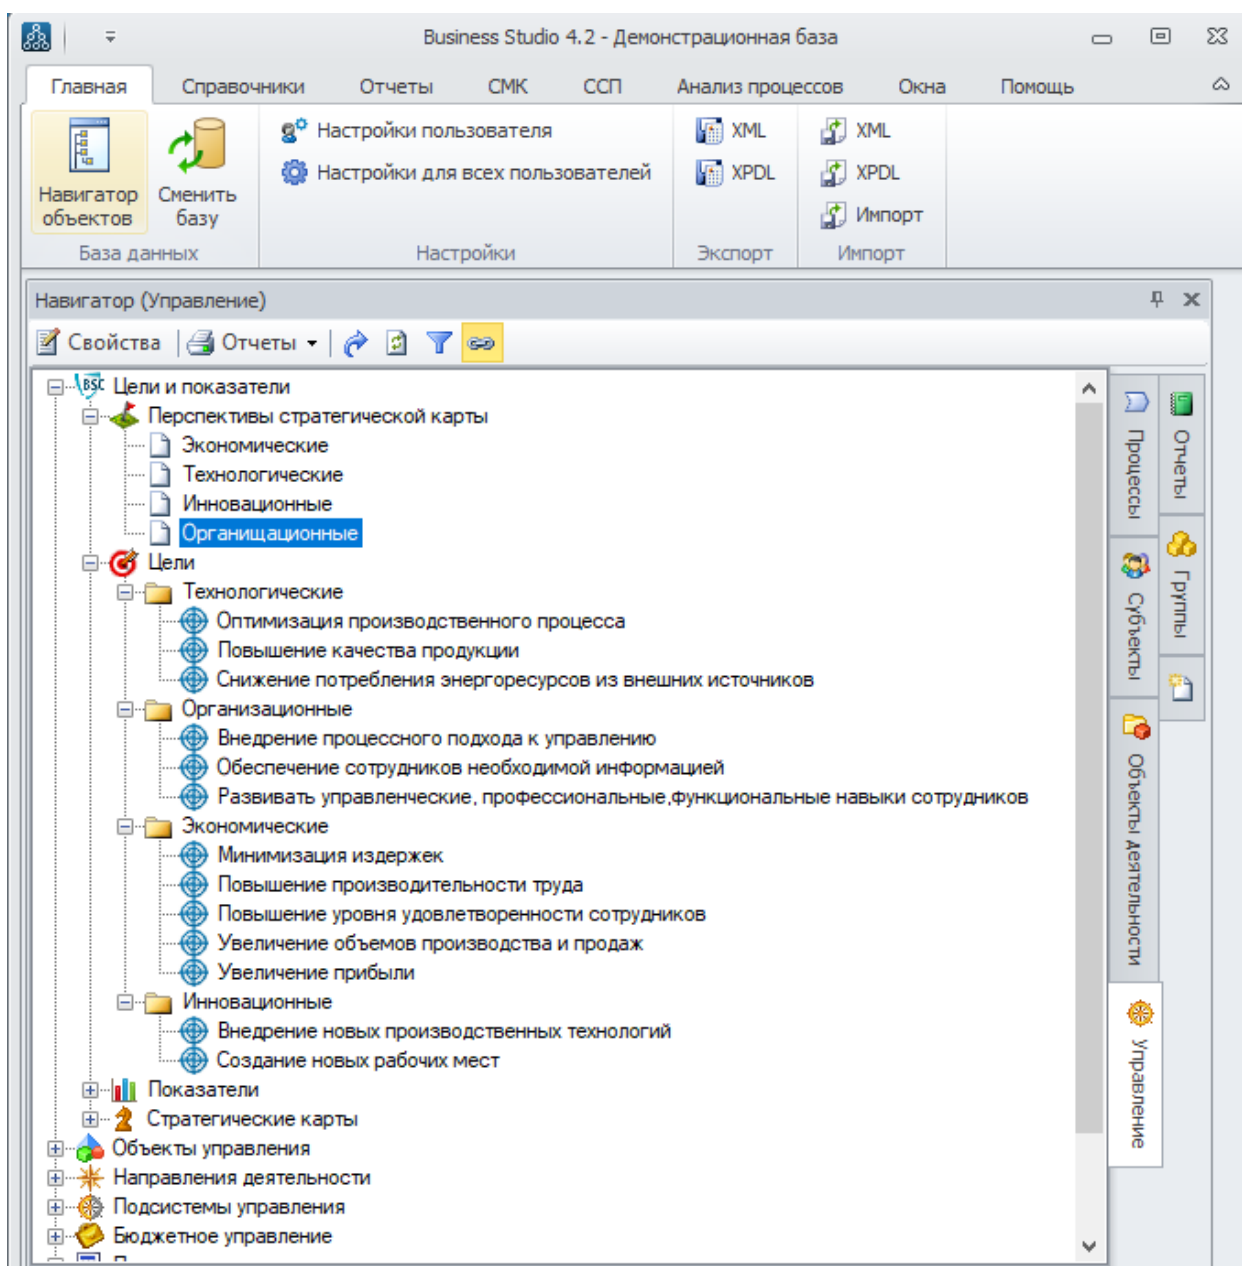 Business Studio 4.2 - Демонстрационная база
Главная Справочники Отчеты СМК ССП Анализ процессов Окна Помощь
Навигатор объектов
Сменить базу
Настройки пользователя
Настройки для всех пользователей
XML
XPDL
XML
XPDL
Импорт
База данных Настройки Экспорт Импорт
Навигатор (Управление)
Свойства Отчеты
BSC Цели и показатели
Перспективы стратегической карты
Экономические
Технологические
Инновационные
Органищационные
Цели
Технологические
Оптимизация производственного процесса
Повышение качества продукции
Снижение потребления энергоресурсов из внешних источников
Организационные
Внедрение процессного подхода к управлению
Обеспечение сотрудников необходимой информацией
Развивать управленческие, профессиональные,функциональные навыки сотрудников
Экономические
Минимизация издержек
Повышение производительности труда
Повышение уровня удовлетворенности сотрудников
Увеличение объемов производства и продаж
Увеличение прибыли
Инновационные
Внедрение новых производственных технологий
Создание новых рабочих мест
Показатели
Стратегические карты
Объекты управления
Направления деятельности
Подсистемы управления
Бюджетное управление
Процессы
Субъекты
Объекты деятельности
Управление
Отчеты
Группы